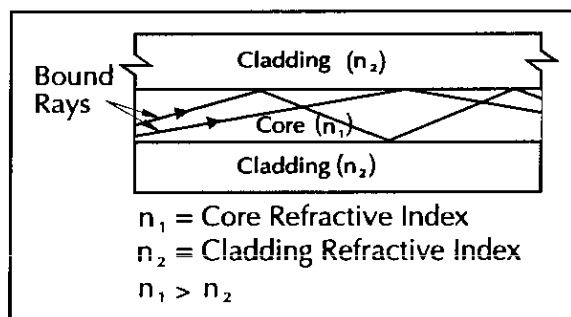 Cladding (n₂)
Bound
Rays
Core (n₁)
Cladding (n₂)
n₁ = Core Refractive Index
n₂ = Cladding Refractive Index
n₁ > n₂